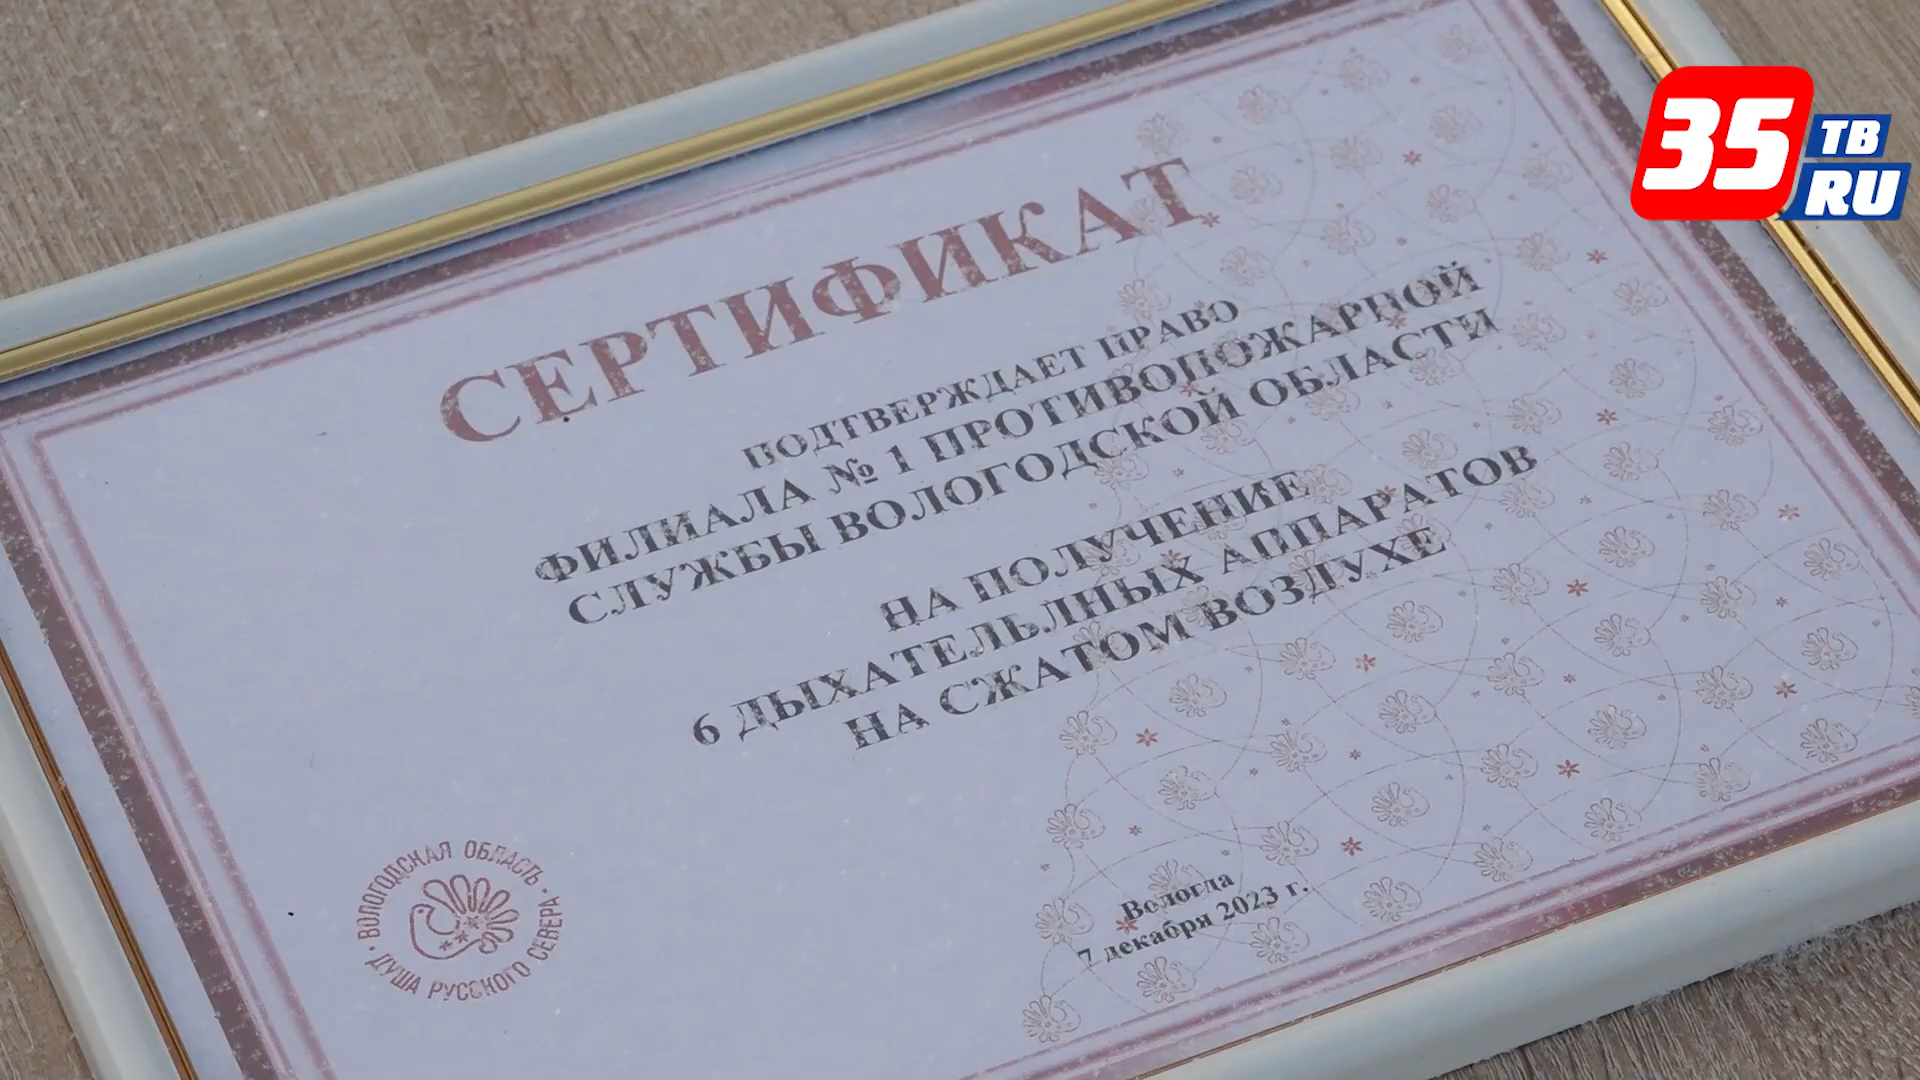 35
ТВ
RU
СЕРТИФИКАТ
ПОДТВЕРЖДАЕТ ПРАВО
ФИЛИАЛА № 1 ПРОТИВОПОЖАРНОЙ
СЛУЖБЫ ВОЛОГОДСКОЙ ОБЛАСТИ
НА ПОЛУЧЕНИЕ
6 ДЫХАТЕЛЬНЫХ АППАРАТОВ
НА СЖАТОМ ВОЗДУХЕ
ВОЛОГОДСКАЯ ОБЛАСТЬ
ДУША РУССКОГО СЕВЕРА
Вологда
7 декабря 2023 г.